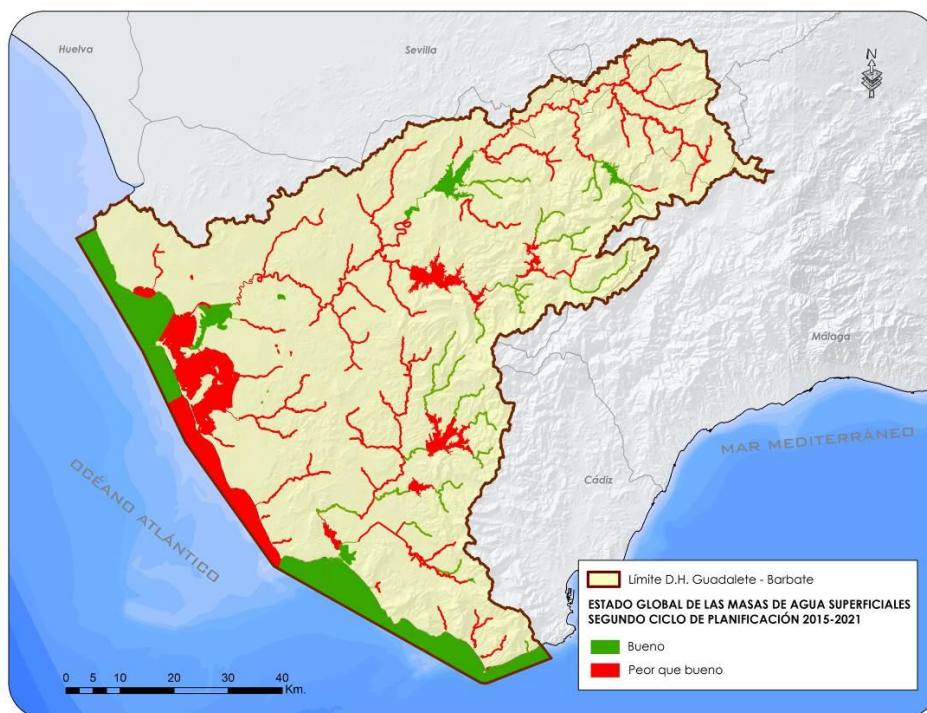 Huelva
Sevilla
N
Málaga
MAR MEDITERRÁNEO
Cádiz
OCÉANO ATLÁNTICO
Límite D.H. Guadalete - Barbate
ESTADO GLOBAL DE LAS MASAS DE AGUA SUPERFICIALES
SEGUNDO CICLO DE PLANIFICACIÓN 2015-2021
Bueno
Peor que bueno
0 5 10 20 30 40
Km.